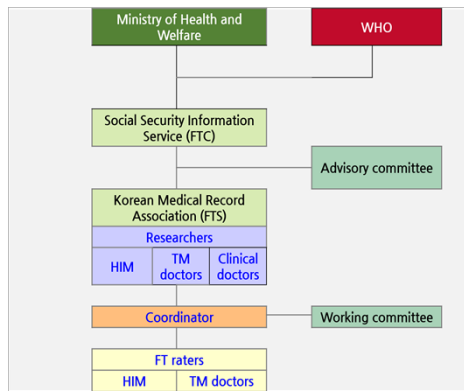 Ministry of Health and
Welfare
WHO
Social Security Information
Service (FTC)
Advisory committee
Korean Medical Record
Association (FTS)
Researchers
HIM
TM
doctors
Clinical
doctors
Coordinator
Working committee
FT raters
HIM
TM doctors